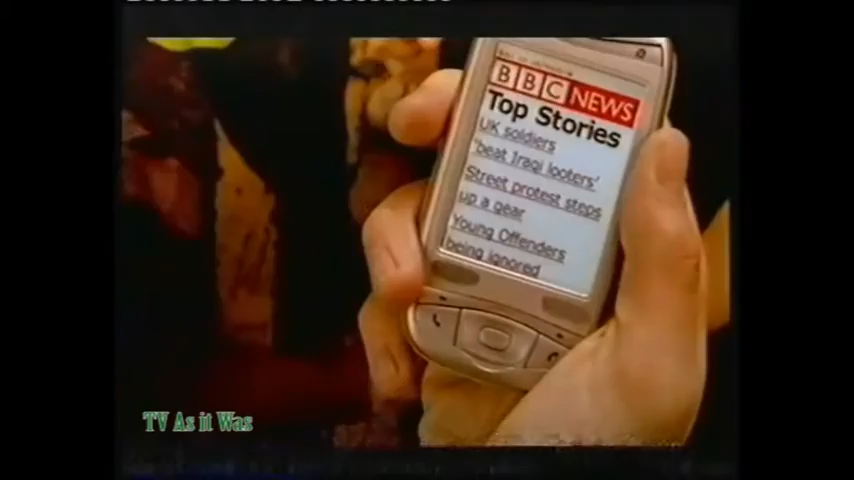 BBC NEWS
Top Stories
UK soldiers
'beat Iraqi looters'
Street protest steps
up a gear
Young Offenders
being ignored
TV As it Was